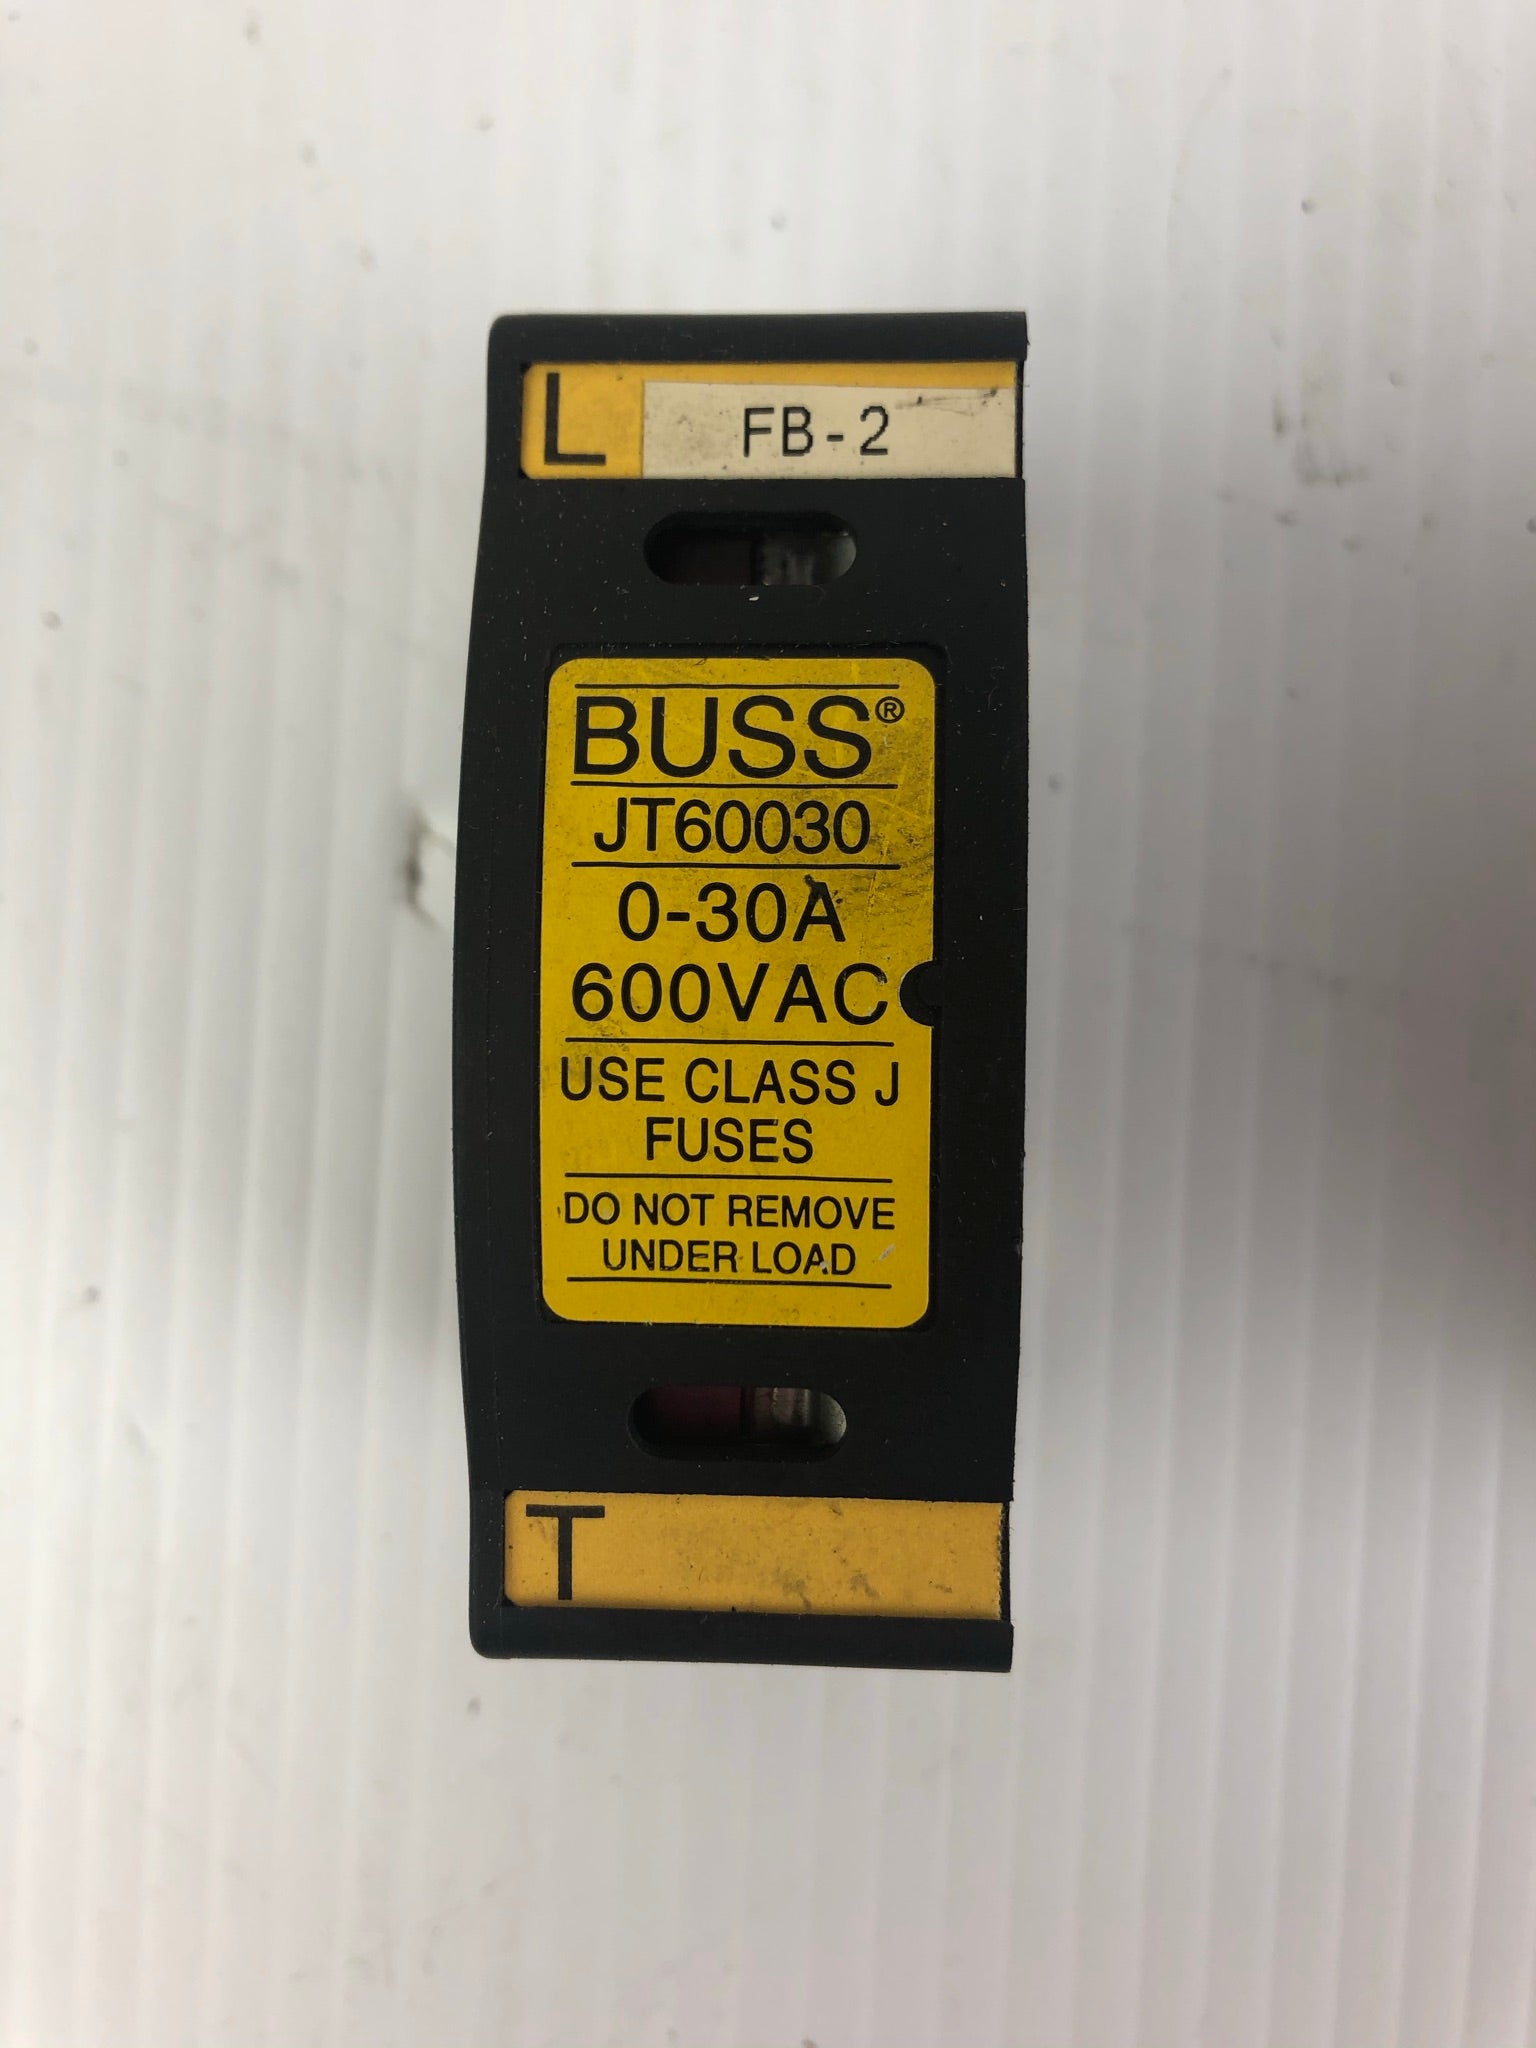 L FB-2
BUSS®
JT60030
0-30A
600VAC
USE CLASS J
FUSES
DO NOT REMOVE
UNDER LOAD
T